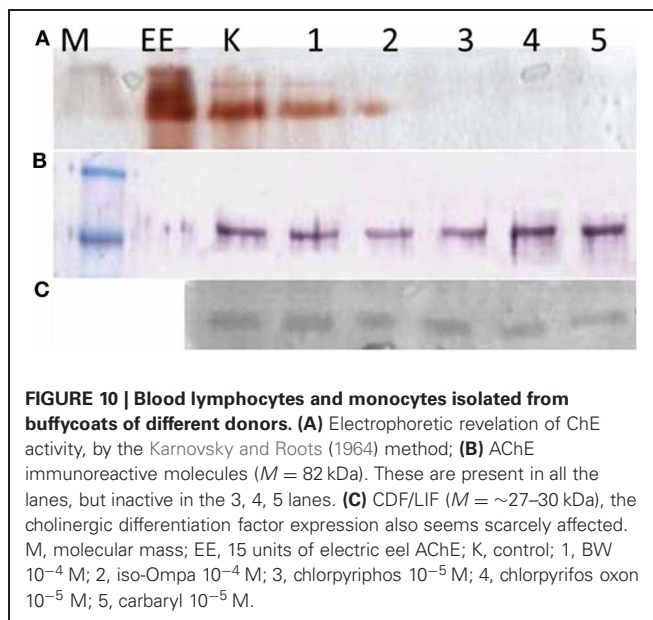 A M EE K 1 2 3 4 5
B
C
FIGURE 10 | Blood lymphocytes and monocytes isolated from
buffycoats of different donors. (A) Electrophoretic revelation of ChE
activity, by the Karnovsky and Roots (1964) method; (B) AChE
immunoreactive molecules (M = 82 kDa). These are present in all the
lanes, but inactive in the 3, 4, 5 lanes. (C) CDF/LIF (M = ~27–30 kDa), the
cholinergic differentiation factor expression also seems scarcely affected.
M, molecular mass; EE, 15 units of electric eel AChE; K, control; 1, BW
10⁻⁴ M; 2, iso-Ompa 10⁻⁴ M; 3, chlorpyriphos 10⁻⁵ M; 4, chlorpyrifos oxon
10⁻⁵ M; 5, carbaryl 10⁻⁵ M.